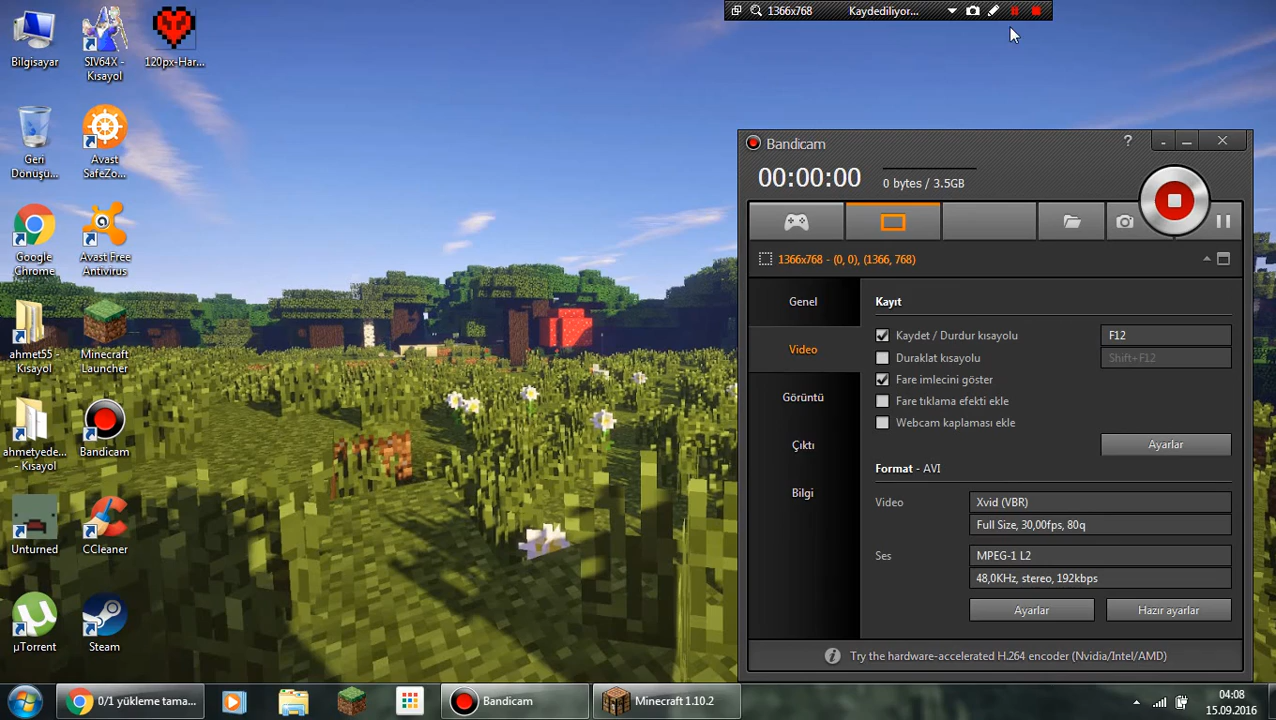 1366x768 Kaydediliyor...
Bilgisayar
SIV64X -
Kısayol
120px-Har...
Geri
Dönüşü...
Avast
SafeZo...
Google
Chrome
Avast Free
Antivirus
ahmet55 -
Kısayol
Minecraft
Launcher
ahmetyede...
- Kısayol
Bandicam
Unturned
CCleaner
µTorrent
Steam
Bandicam
?
00:00:00
0 bytes / 3.5GB
1366x768 - (0, 0), (1366, 768)
Genel
Video
Görüntü
Çıktı
Bilgi
Kayıt
Kaydet / Durdur kısayolu F12
Duraklat kısayolu Shift+F12
Fare imlecini göster
Fare tıklama efekti ekle
Webcam kaplaması ekle
Ayarlar
Format - AVI
Video Xvid (VBR)
Full Size, 30,00fps, 80q
Ses MPEG-1 L2
48,0KHz, stereo, 192kbps
Ayarlar Hazır ayarlar
Try the hardware-accelerated H.264 encoder (Nvidia/Intel/AMD)
0/1 yükleme tama... Bandicam Minecraft 1.10.2
04:08
15.09.2016